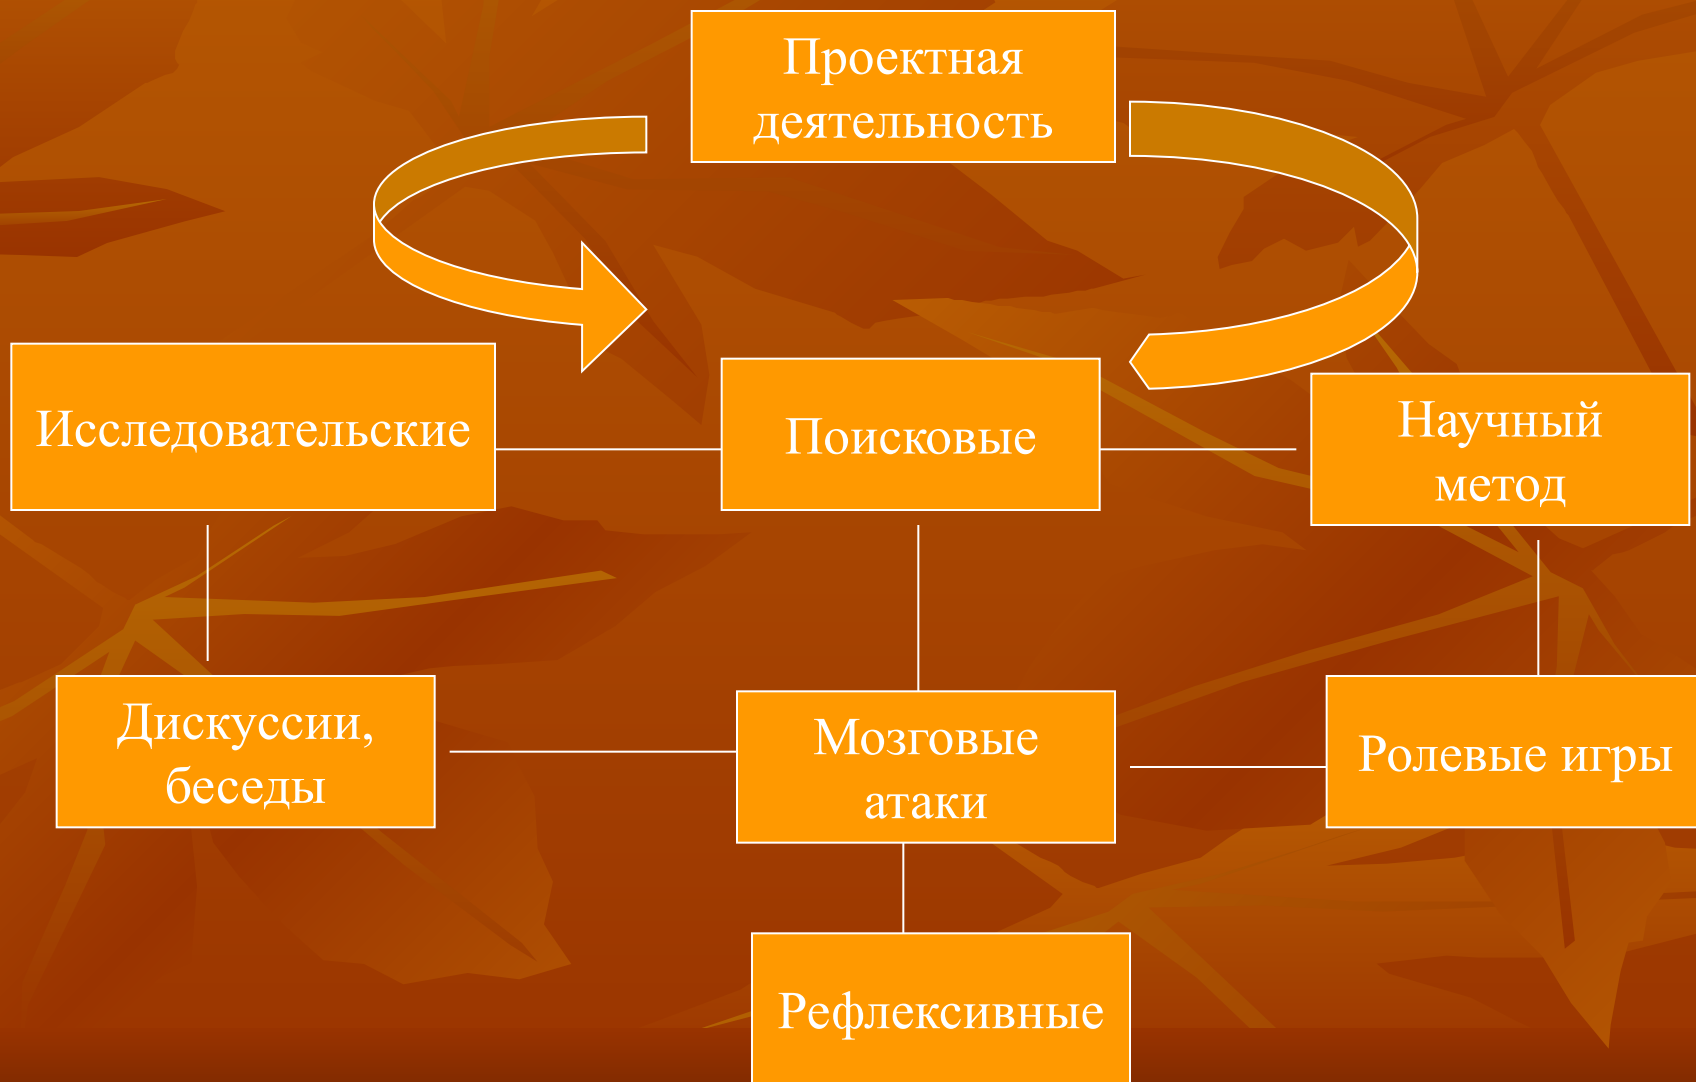 Проектная
деятельность
Исследовательские
Поисковые
Научный
метод
Дискуссии,
беседы
Мозговые
атаки
Ролевые игры
Рефлексивные